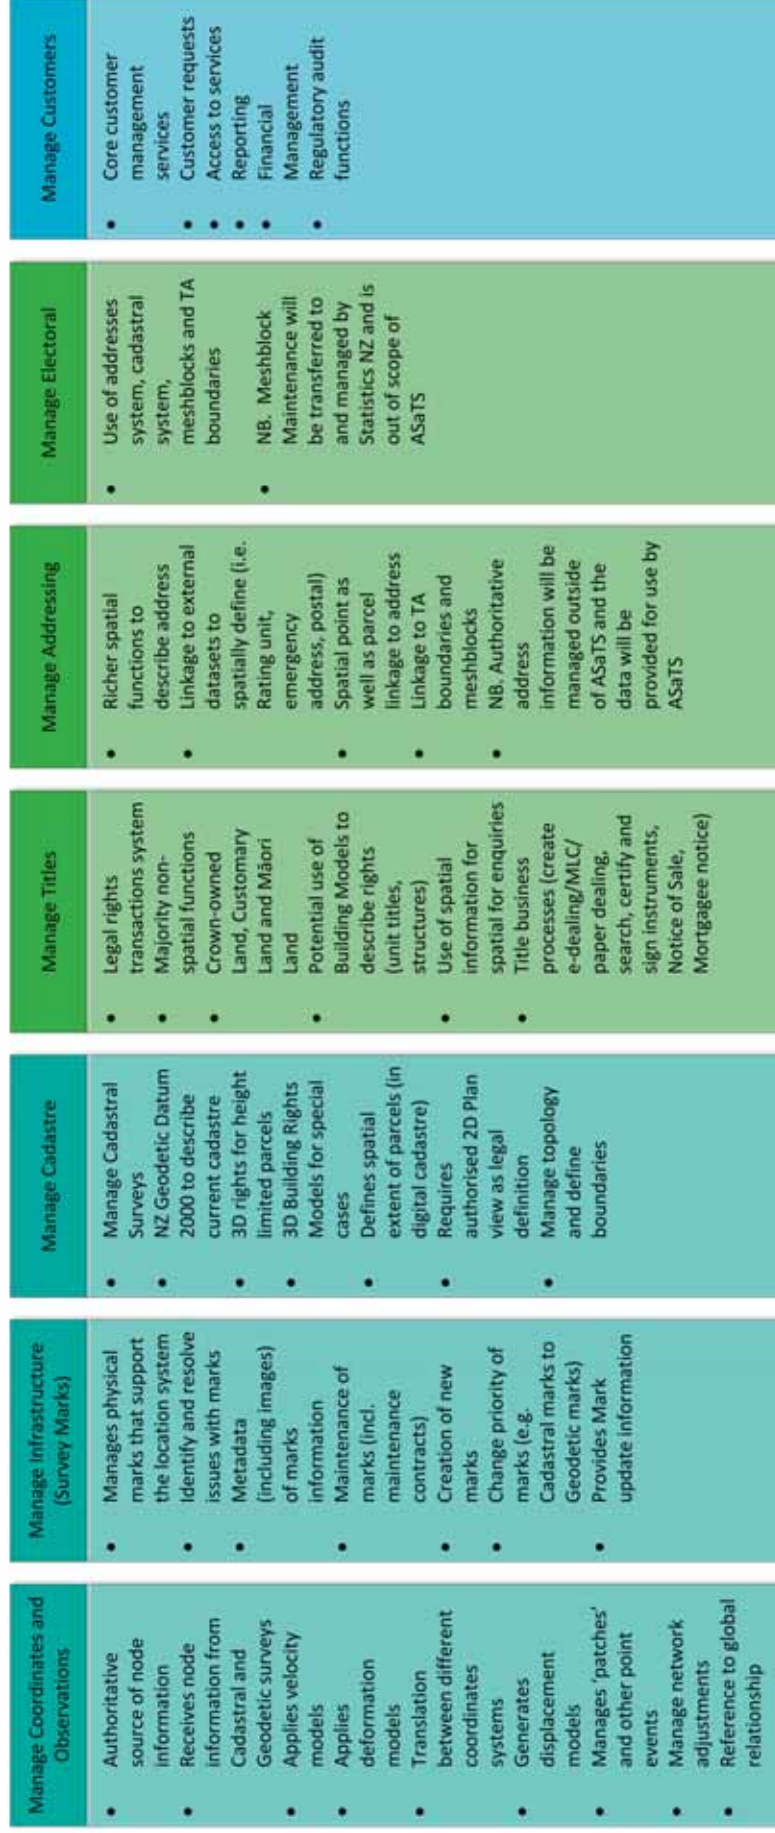 Manage Coordinates and
Observations
• Authoritative
source of node
information
• Receives node
information from
Cadastral and
Geodetic surveys
• Applies velocity
models
• Applies
deformation
models
• Translation
between different
coordinates
systems
• Generates
displacement
models
• Manages 'patches'
and other point
events
• Manage network
adjustments
• Reference to global
relationship
Manage Infrastructure
(Survey Marks)
• Manages physical
marks that support
the location system
• Identify and resolve
issues with marks
• Metadata
(including images)
of marks
information
• Maintenance of
marks (incl.
maintenance
contracts)
• Creation of new
marks
• Change priority of
marks (e.g.
Cadastral marks to
Geodetic marks)
• Provides Mark
update information
Manage Cadastre
• Manage Cadastral
Surveys
• NZ Geodetic Datum
2000 to describe
current cadastre
• 3D rights for height
limited parcels
• 3D Building Rights
Models for special
cases
• Defines spatial
extent of parcels (in
digital cadastre)
• Requires
authorised 2D Plan
view as legal
definition
• Manage topology
and define
boundaries
Manage Titles
• Legal rights
transactions system
• Majority non-
spatial functions
• Crown-owned
Land, Customary
Land and Māori
Land
• Potential use of
Building Models to
describe rights
(unit titles,
structures)
• Use of spatial
information for
spatial for enquiries
• Title business
processes (create
e-dealing/MLC/
paper dealing,
search, certify and
sign instruments,
Notice of Sale,
Mortgagee notice)
Manage Addressing
• Richer spatial
functions to
describe address
• Linkage to external
datasets to
spatially define (i.e.
Rating unit,
emergency
address, postal)
• Spatial point as
well as parcel
linkage to address
• Linkage to TA
boundaries and
meshblocks
• NB. Authoritative
address
information will be
managed outside
of ASaTS and the
data will be
provided for use by
ASaTS
Manage Electoral
• Use of addresses
system, cadastral
system,
meshblocks and TA
boundaries
• NB. Meshblock
Maintenance will
be transferred to
and managed by
Statistics NZ and is
out of scope of
ASaTS
Manage Customers
• Core customer
management
services
• Customer requests
• Access to services
• Reporting
• Financial
Management
• Regulatory audit
functions